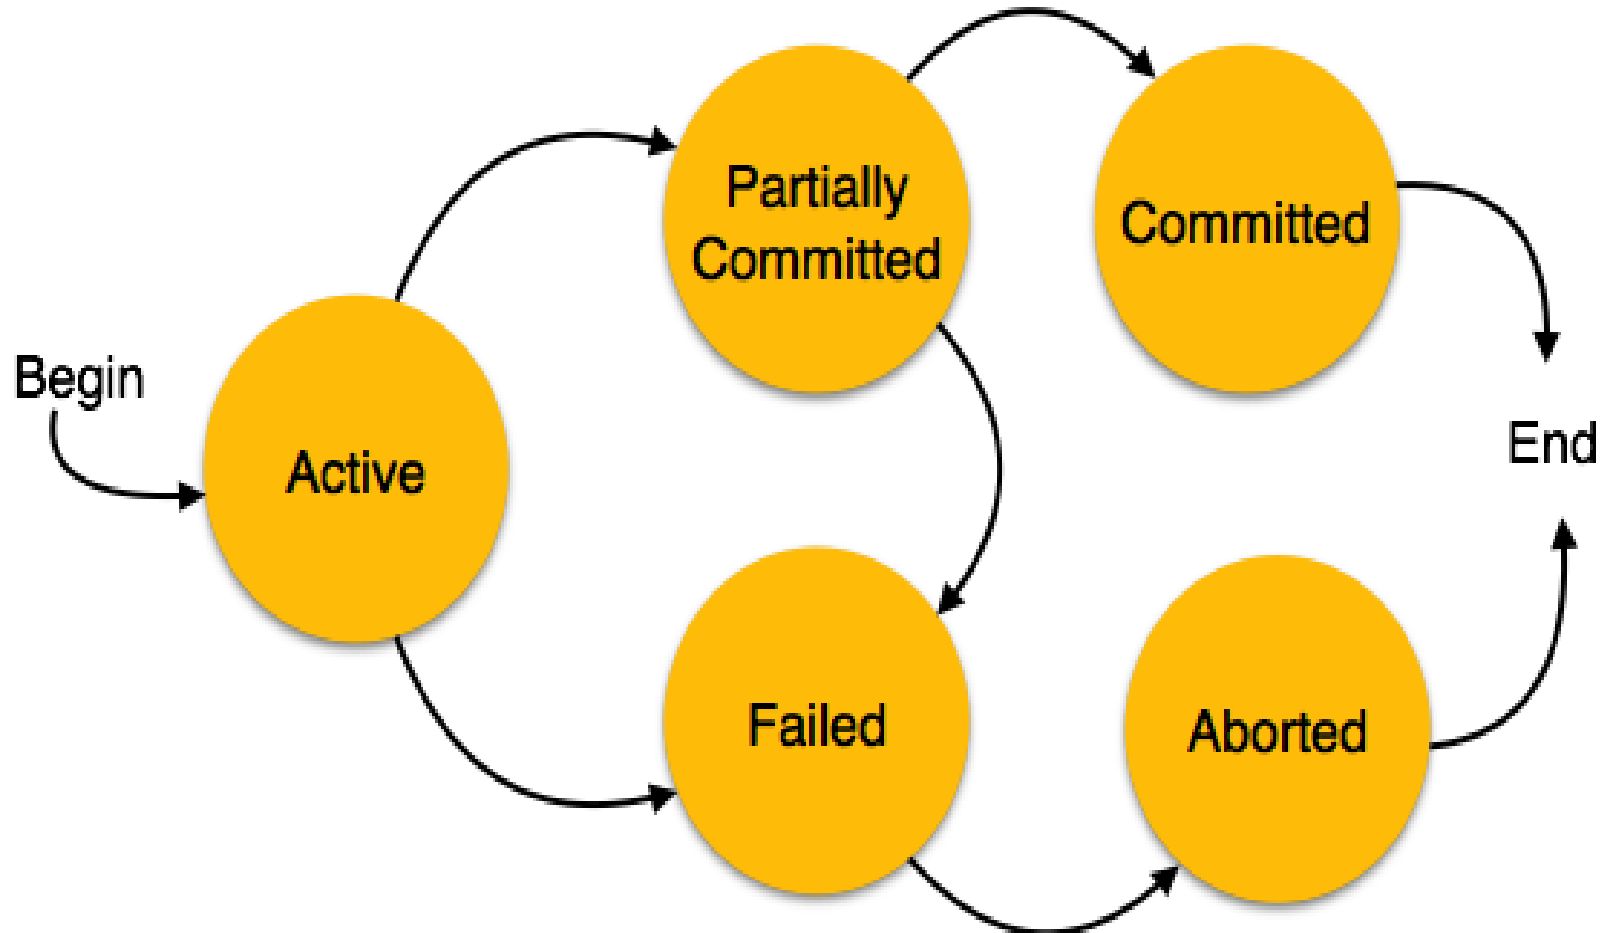 Begin
Active
Partially
Committed
Committed
Failed
Aborted
End